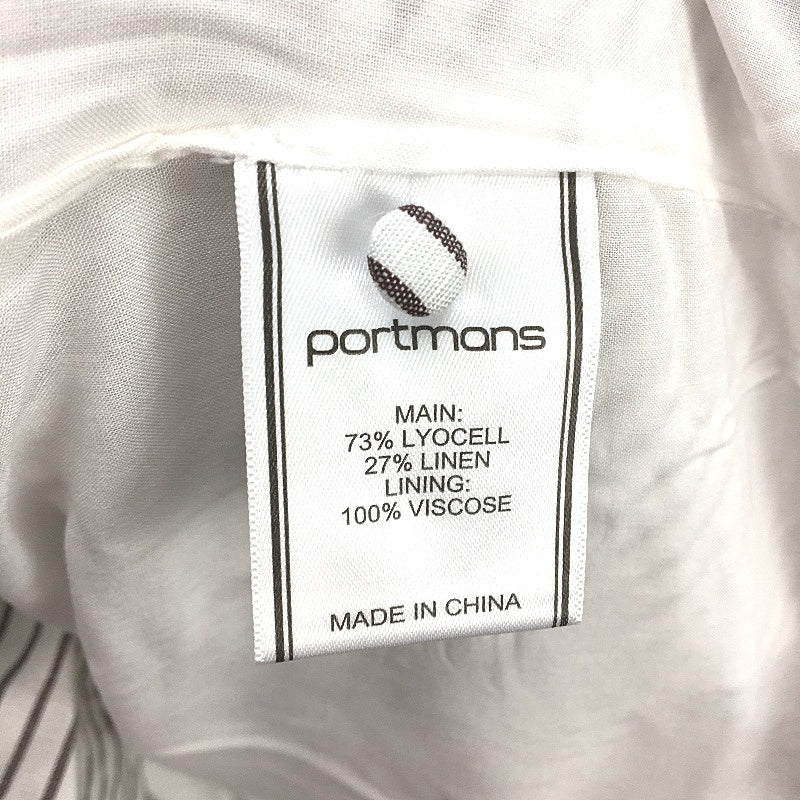 portmans
MAIN:
73% LYOCELL
27% LINEN
LINING:
100% VISCOSE
MADE IN CHINA